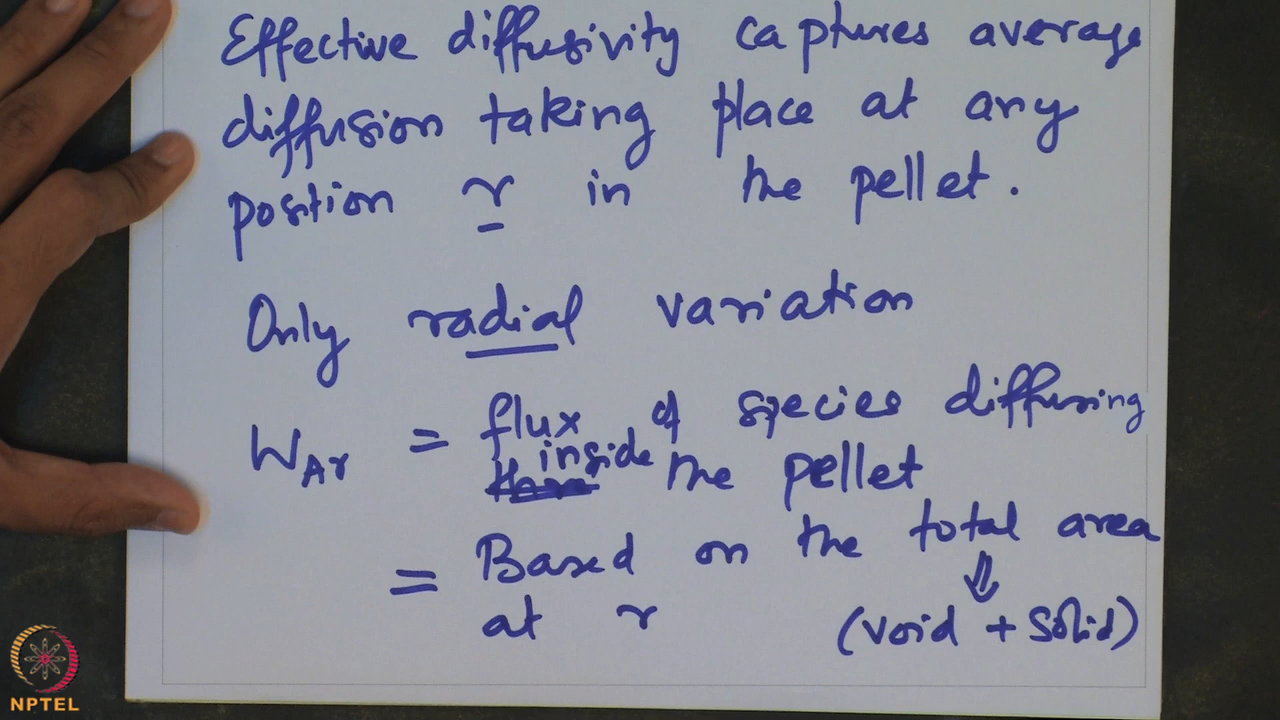 Effective diffusivity captures average
diffusion taking place at any
position r in the pellet.
Only radial variation
W_Ar = flux of species diffusing
inside the pellet
= Based on the total area
at r (void + solid)
NPTEL